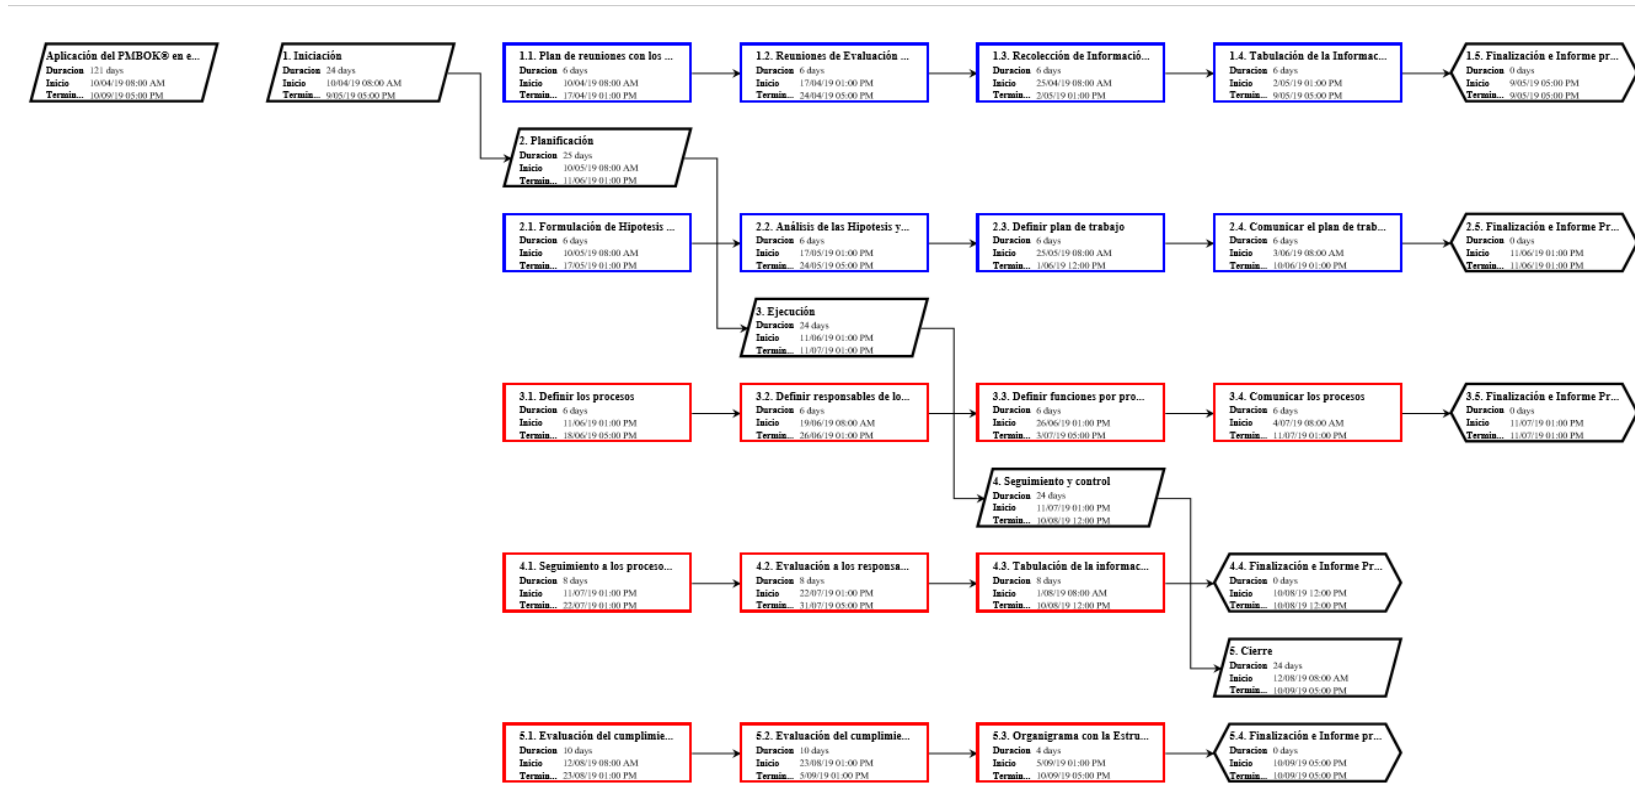 Aplicación del PMBOK® en e...
Duracion 121 days
Inicio 10/04/19 08:00 AM
Termin... 10/09/19 05:00 PM
1. Iniciación
Duracion 24 days
Inicio 10/04/19 08:00 AM
Termin... 9/05/19 05:00 PM
1.1. Plan de reuniones con los ...
Duracion 6 days
Inicio 10/04/19 08:00 AM
Termin... 17/04/19 01:00 PM
1.2. Reuniones de Evaluación ...
Duracion 6 days
Inicio 17/04/19 01:00 PM
Termin... 24/04/19 05:00 PM
1.3. Recolección de Informació...
Duracion 6 days
Inicio 25/04/19 08:00 AM
Termin... 2/05/19 01:00 PM
1.4. Tabulación de la Informac...
Duracion 6 days
Inicio 2/05/19 01:00 PM
Termin... 9/05/19 05:00 PM
1.5. Finalización e Informe pr...
Duracion 0 days
Inicio 9/05/19 05:00 PM
Termin... 9/05/19 05:00 PM
2. Planificación
Duracion 25 days
Inicio 10/05/19 08:00 AM
Termin... 11/06/19 01:00 PM
2.1. Formulación de Hipotesis ...
Duracion 6 days
Inicio 10/05/19 08:00 AM
Termin... 17/05/19 01:00 PM
2.2. Análisis de las Hipotesis y...
Duracion 6 days
Inicio 17/05/19 01:00 PM
Termin... 24/05/19 05:00 PM
2.3. Definir plan de trabajo
Duracion 6 days
Inicio 25/05/19 08:00 AM
Termin... 1/06/19 12:00 PM
2.4. Comunicar el plan de trab...
Duracion 6 days
Inicio 3/06/19 08:00 AM
Termin... 10/06/19 01:00 PM
2.5. Finalización e Informe Pr...
Duracion 0 days
Inicio 11/06/19 01:00 PM
Termin... 11/06/19 01:00 PM
3. Ejecución
Duracion 24 days
Inicio 11/06/19 01:00 PM
Termin... 11/07/19 01:00 PM
3.1. Definir los procesos
Duracion 6 days
Inicio 11/06/19 01:00 PM
Termin... 18/06/19 05:00 PM
3.2. Definir responsables de lo...
Duracion 6 days
Inicio 19/06/19 08:00 AM
Termin... 26/06/19 01:00 PM
3.3. Definir funciones por pro...
Duracion 6 days
Inicio 26/06/19 01:00 PM
Termin... 3/07/19 05:00 PM
3.4. Comunicar los procesos
Duracion 6 days
Inicio 4/07/19 08:00 AM
Termin... 11/07/19 01:00 PM
3.5. Finalización e Informe Pr...
Duracion 0 days
Inicio 11/07/19 01:00 PM
Termin... 11/07/19 01:00 PM
4. Seguimiento y control
Duracion 24 days
Inicio 11/07/19 01:00 PM
Termin... 10/08/19 12:00 PM
4.1. Seguimiento a los proceso...
Duracion 8 days
Inicio 11/07/19 01:00 PM
Termin... 22/07/19 01:00 PM
4.2. Evaluación a los responsa...
Duracion 8 days
Inicio 22/07/19 01:00 PM
Termin... 31/07/19 05:00 PM
4.3. Tabulación de la informac...
Duracion 8 days
Inicio 1/08/19 08:00 AM
Termin... 10/08/19 12:00 PM
4.4. Finalización e Informe Pr...
Duracion 0 days
Inicio 10/08/19 12:00 PM
Termin... 10/08/19 12:00 PM
5. Cierre
Duracion 24 days
Inicio 12/08/19 08:00 AM
Termin... 10/09/19 05:00 PM
5.1. Evaluación del cumplimie...
Duracion 10 days
Inicio 12/08/19 08:00 AM
Termin... 23/08/19 01:00 PM
5.2. Evaluación del cumplimie...
Duracion 10 days
Inicio 23/08/19 01:00 PM
Termin... 5/09/19 01:00 PM
5.3. Organigrama con la Estru...
Duracion 4 days
Inicio 5/09/19 01:00 PM
Termin... 10/09/19 05:00 PM
5.4. Finalización e Informe pr...
Duracion 0 days
Inicio 10/09/19 05:00 PM
Termin... 10/09/19 05:00 PM